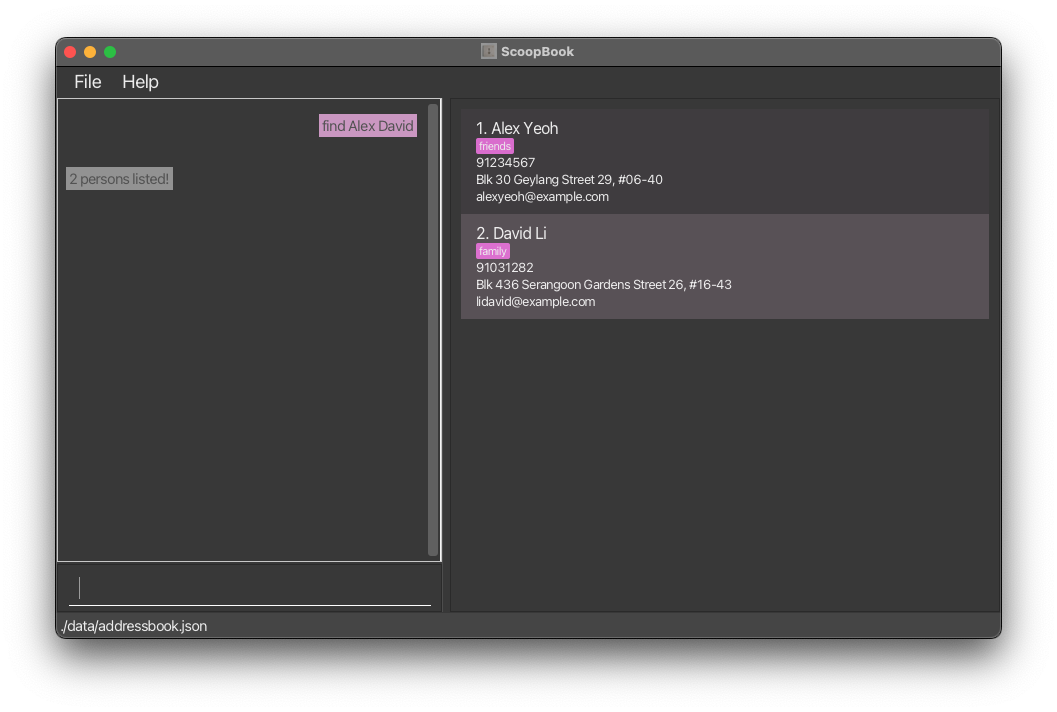 ScoopBook
File Help
find Alex David
2 persons listed!
1. Alex Yeoh
friends
91234567
Blk 30 Geylang Street 29, #06-40
alexyeoh@example.com
2. David Li
family
91031282
Blk 436 Serangoon Gardens Street 26, #16-43
lidavid@example.com
./data/addressbook.json